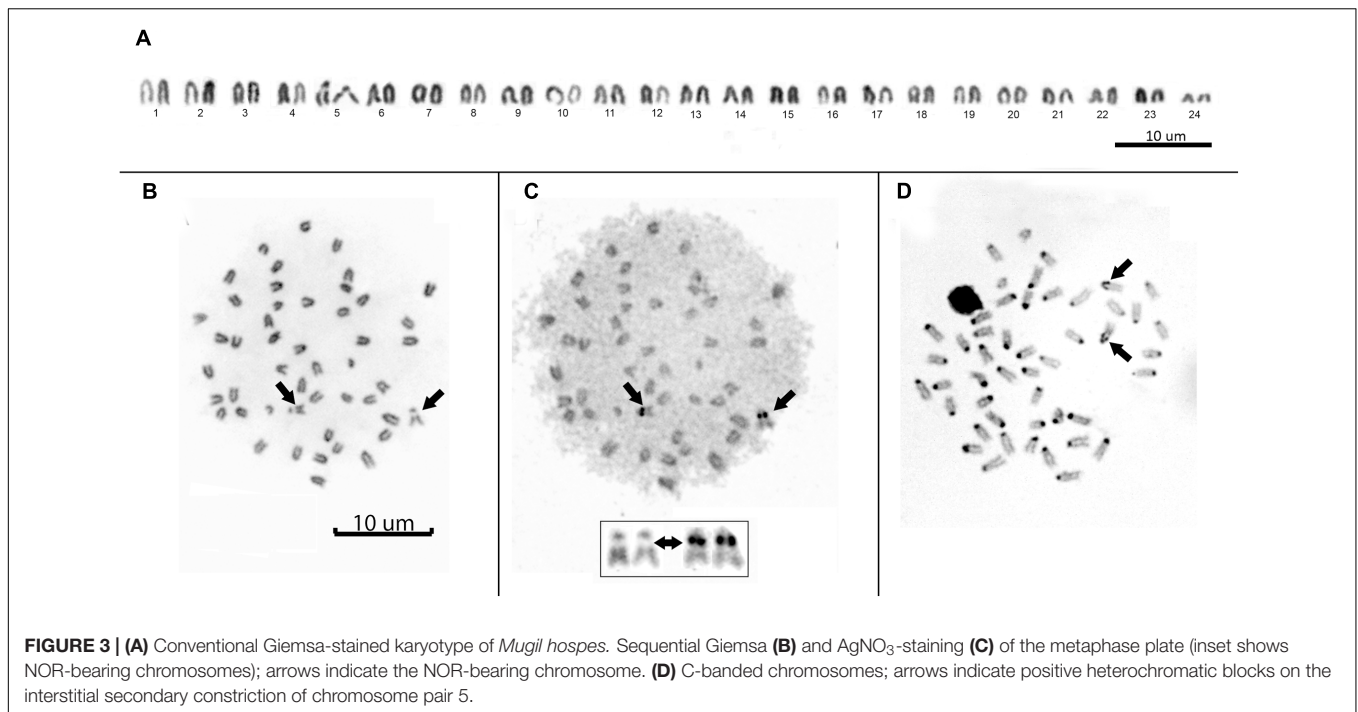 A
1 2 3 4 5 6 7 8 9 10 11 12 13 14 15 16 17 18 19 20 21 22 23 24
10 um
B
C
D
10 um
FIGURE 3 | (A) Conventional Giemsa-stained karyotype of Mugil hospes. Sequential Giemsa (B) and AgNO₃-staining (C) of the metaphase plate (inset shows
NOR-bearing chromosomes); arrows indicate the NOR-bearing chromosome. (D) C-banded chromosomes; arrows indicate positive heterochromatic blocks on the
interstitial secondary constriction of chromosome pair 5.